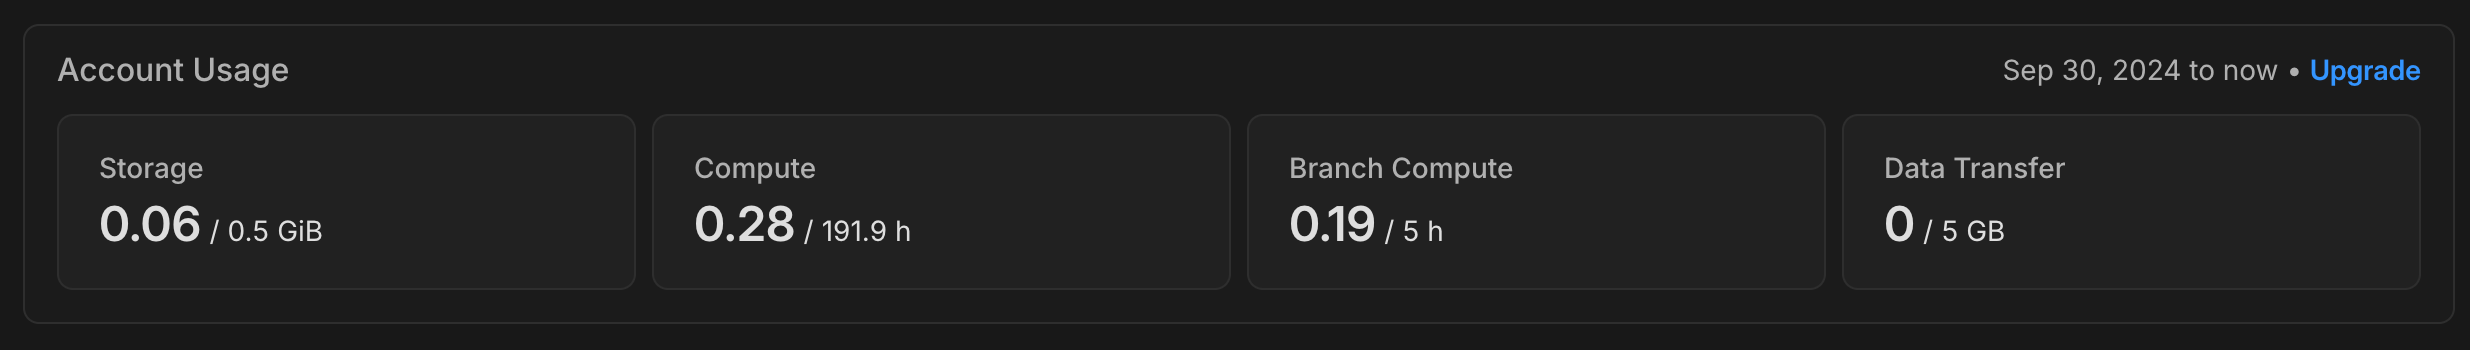 Account Usage
Sep 30, 2024 to now • Upgrade
Storage
0.06 / 0.5 GiB
Compute
0.28 / 191.9 h
Branch Compute
0.19 / 5 h
Data Transfer
0 / 5 GB